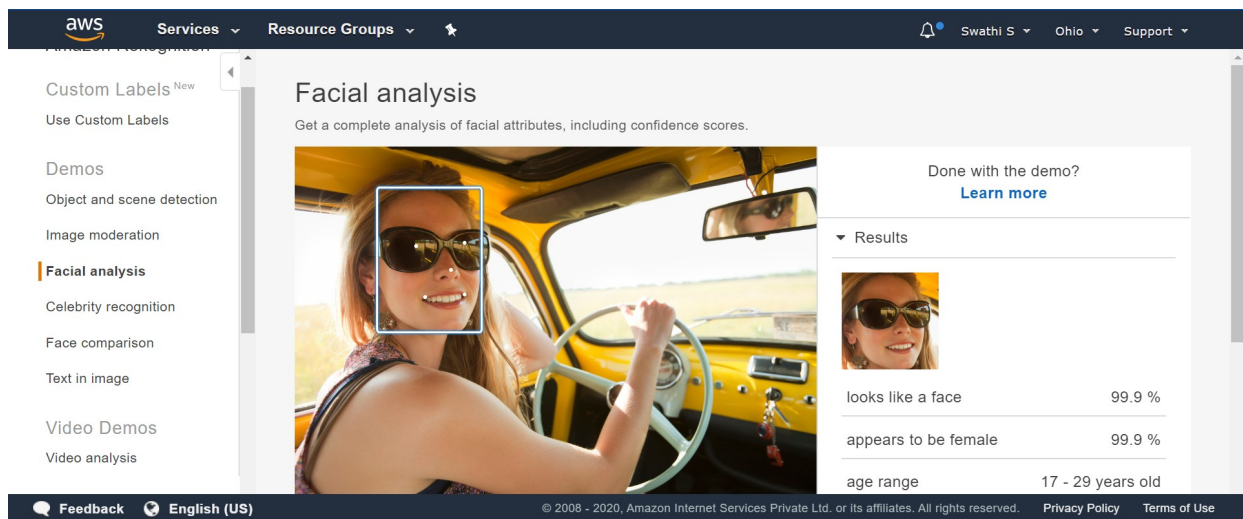 aws Services Resource Groups Swathi S Ohio Support
Amazon Rekognition
Custom Labels New
Use Custom Labels
Demos
Object and scene detection
Image moderation
Facial analysis
Celebrity recognition
Face comparison
Text in image
Video Demos
Video analysis
Facial analysis
Get a complete analysis of facial attributes, including confidence scores.
Done with the demo?
Learn more
Results
looks like a face 99.9 %
appears to be female 99.9 %
age range 17 - 29 years old
Feedback English (US) © 2008 - 2020, Amazon Internet Services Private Ltd. or its affiliates. All rights reserved. Privacy Policy Terms of Use